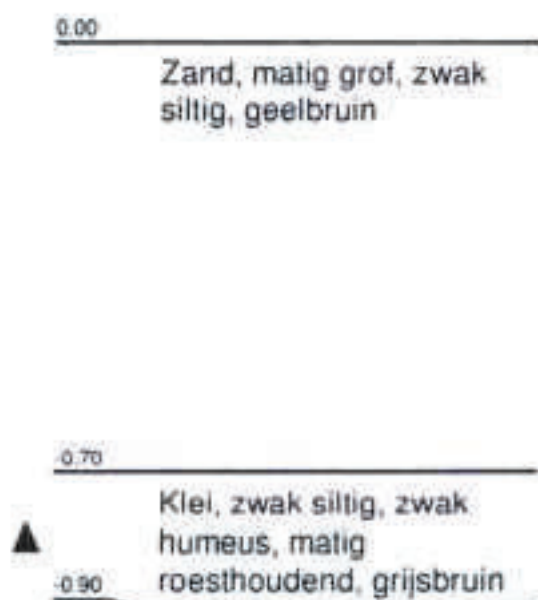 0.00
Zand, matig grof, zwak
siltig, geelbruin
-0.70
Klei, zwak siltig, zwak
humeus, matig
-0.90 roesthoudend, grijsbruin